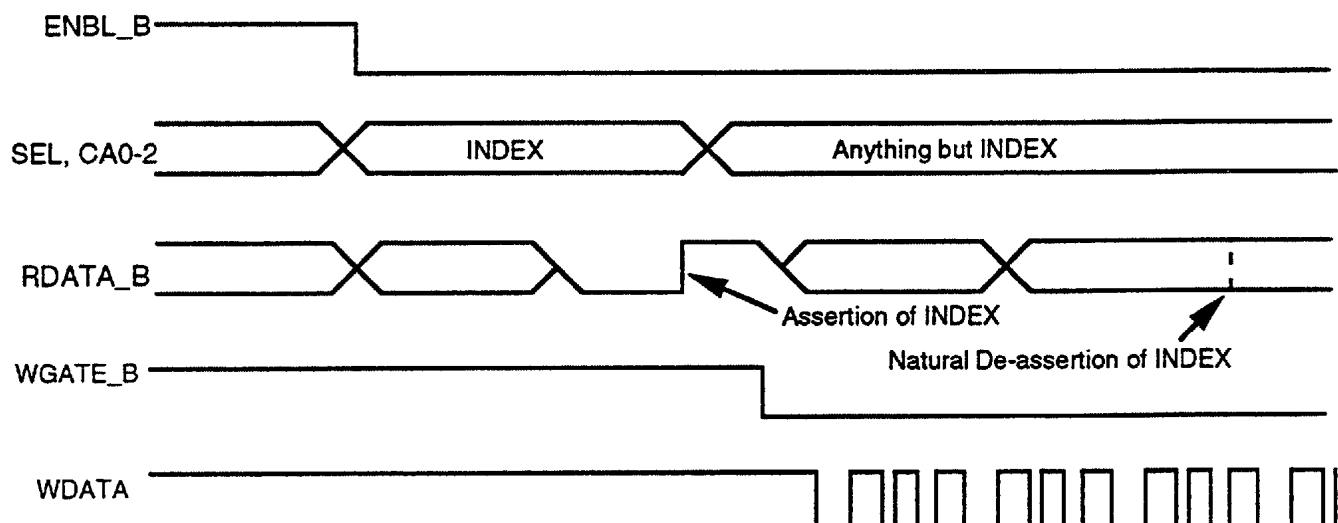 ENBL_B
SEL, CA0-2
INDEX
Anything but INDEX
RDATA_B
Assertion of INDEX
Natural De-assertion of INDEX
WGATE_B
WDATA